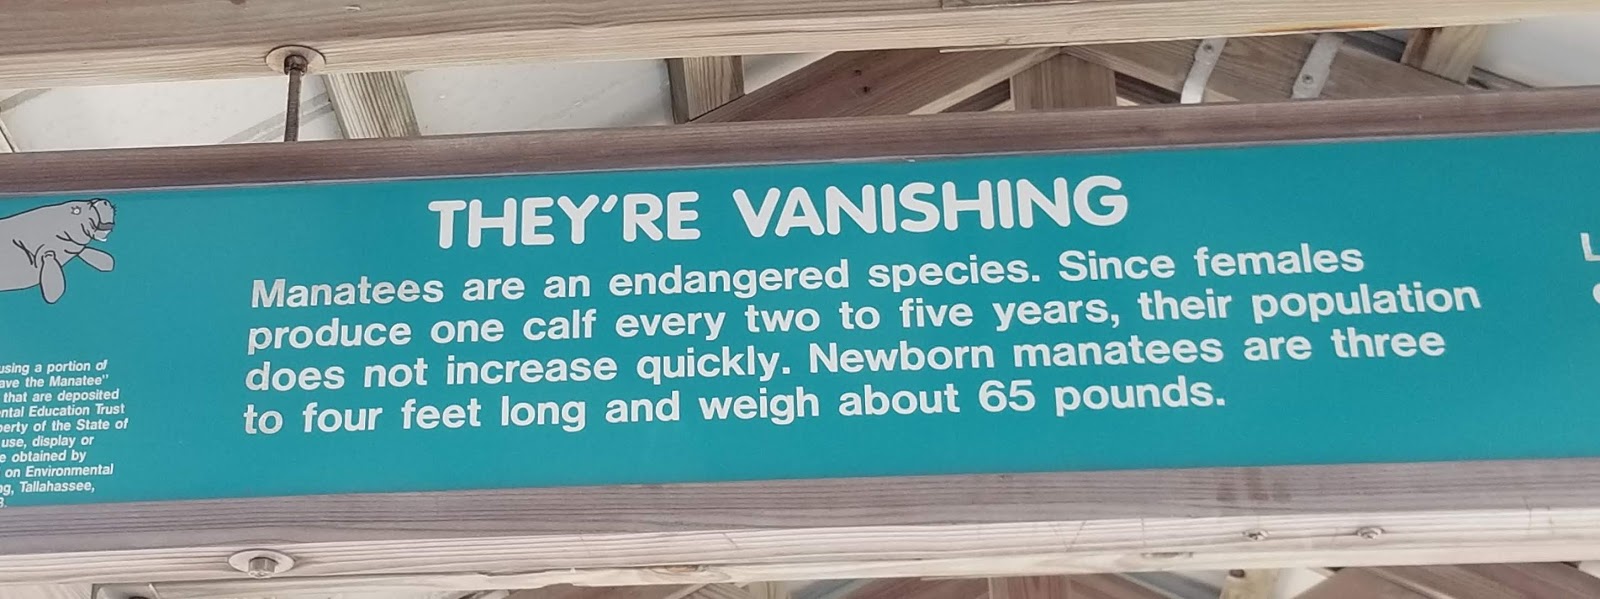 THEY'RE VANISHING
Manatees are an endangered species. Since females
produce one calf every two to five years, their population
does not increase quickly. Newborn manatees are three
to four feet long and weigh about 65 pounds.
using a portion of
ave the Manatee"
that are deposited
ntal Education Trust
perty of the State of
use, display or
e obtained by
on Environmental
ng, Tallahassee,
L